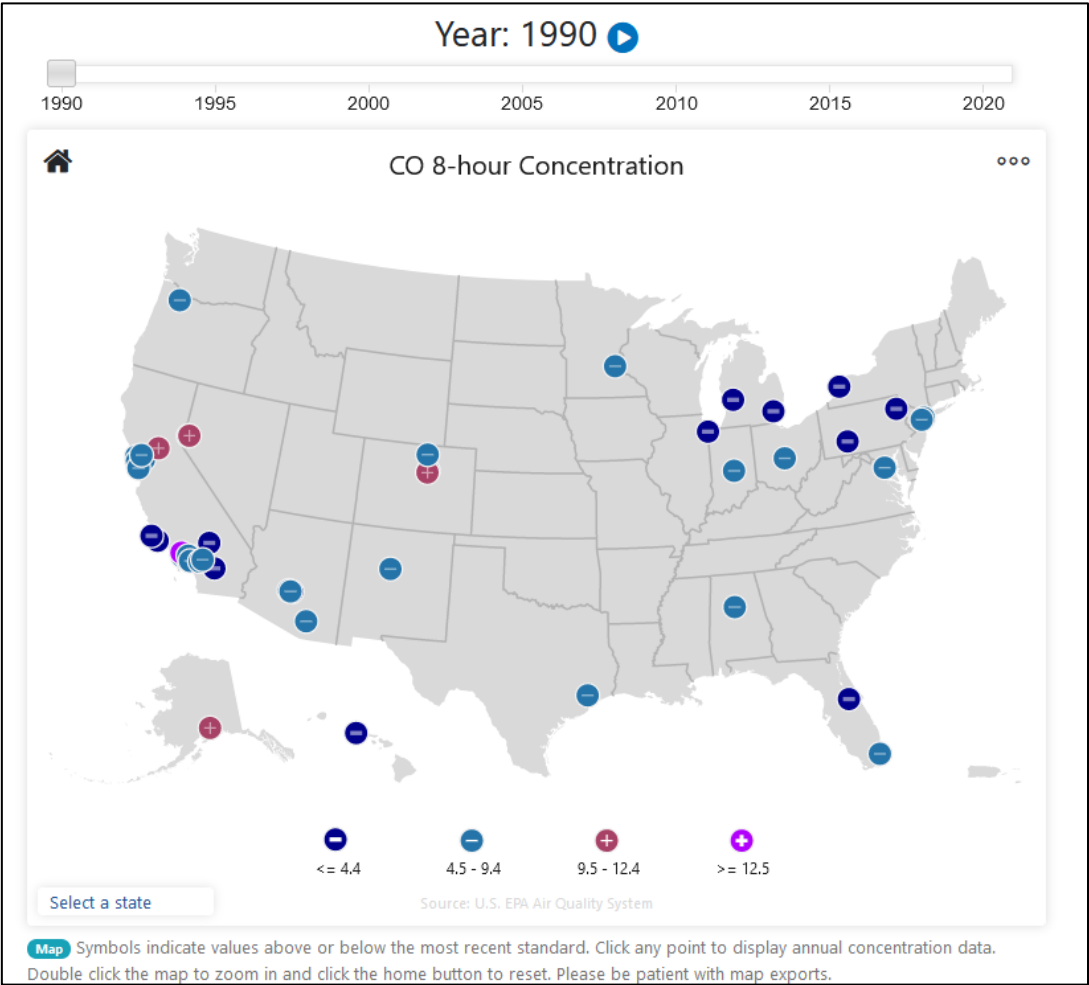 Year: 1990
1990 1995 2000 2005 2010 2015 2020
CO 8-hour Concentration
<= 4.4 4.5 - 9.4 9.5 - 12.4 >= 12.5
Select a state
Source: U.S. EPA Air Quality System
Map Symbols indicate values above or below the most recent standard. Click any point to display annual concentration data.
Double click the map to zoom in and click the home button to reset. Please be patient with map exports.